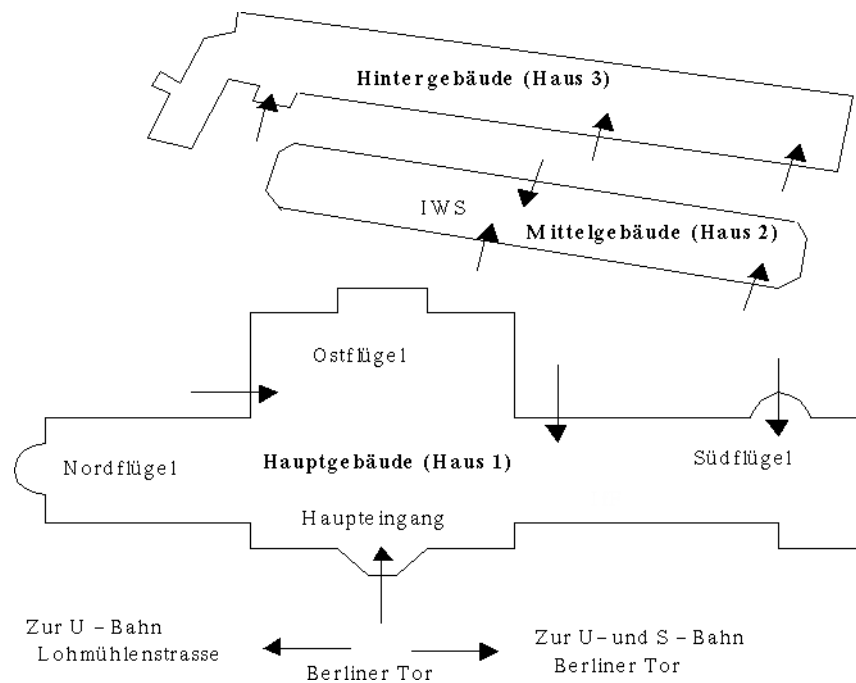 Hintergebäude (Haus 3)
IWS
Mittelgebäude (Haus 2)
Ostflügel
Nordflügel
Hauptgebäude (Haus 1)
Südflügel
Haupteingang
Zur U - Bahn
Lohmühlenstrasse
Berliner Tor
Zur U- und S - Bahn
Berliner Tor